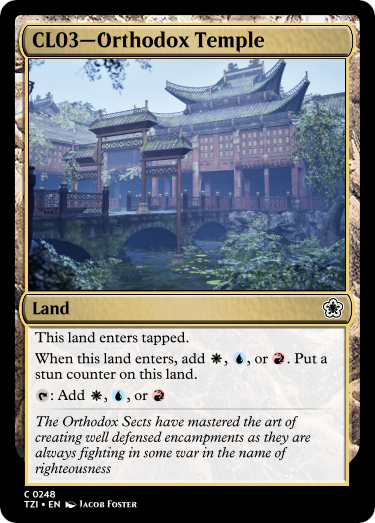 CL03—Orthodox Temple
Land
This land enters tapped.
When this land enters, add , , or . Put a
stun counter on this land.
: Add , , or
The Orthodox Sects have mastered the art of
creating well defensed encampments as they are
always fighting in some war in the name of
righteousness
C 0248
TZI • EN Jacob Foster